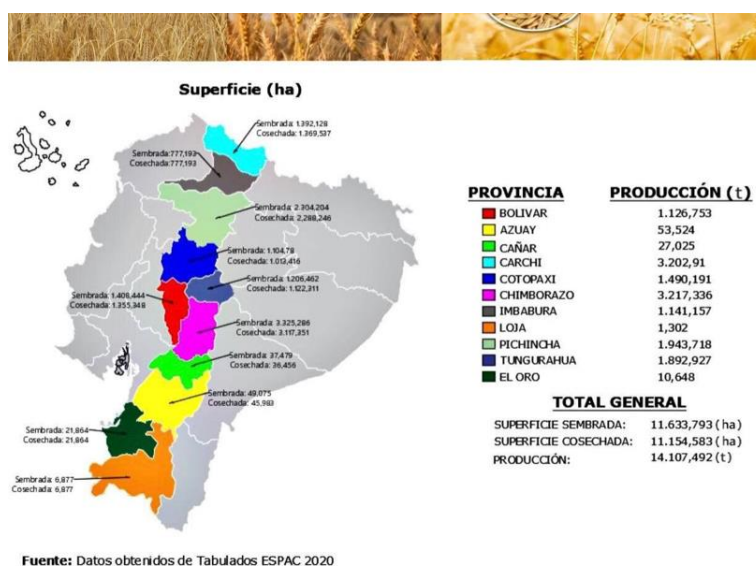 Superficie (ha)
Sembrada: 1.392,128
Cosechada: 1.369,537
Sembrada:777,193
Cosechada: 777,193
Sembrada: 2.304,204
Cosechada: 2,288,246
Sembrada: 1.104,78
Cosechada: 1.013,416
Sembrada: 1.206,462
Cosechada: 1.122,311
Sembrada: 1.408,444
Cosechada: 1.355,348
Sembrada: 3.325,286
Cosechada: 3.117,351
Sembrada: 37,479
Cosechada: 36,456
Sembrada: 49,075
Cosechada: 45,983
Sembrada: 21,864
Cosechada: 21,864
Sembrada: 6,877
Cosechada: 6,877
PROVINCIA PRODUCCIÓN (t)
BOLIVAR 1.126,753
AZUAY 53,524
CAÑAR 27,025
CARCHI 3.202,91
COTOPAXI 1.490,191
CHIMBORAZO 3.217,336
IMBABURA 1.141,157
LOJA 1,302
PICHINCHA 1.943,718
TUNGURAHUA 1.892,927
EL ORO 10,648
TOTAL GENERAL
SUPERFICIE SEMBRADA: 11.633,793 (ha)
SUPERFICIE COSECHADA: 11.154,583 (ha)
PRODUCCIÓN: 14.107,492 (t)
Fuente: Datos obtenidos de Tabulados ESPAC 2020